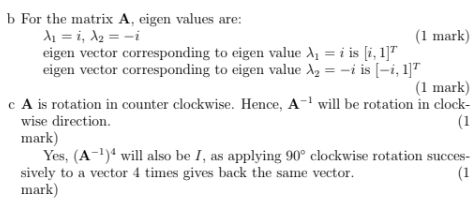 b For the matrix A, eigen values are:
λ₁ = i, λ₂ = −i (1 mark)
eigen vector corresponding to eigen value λ₁ = i is [i, 1]ᵀ
eigen vector corresponding to eigen value λ₂ = −i is [−i, 1]ᵀ
(1 mark)
c A is rotation in counter clockwise. Hence, A⁻¹ will be rotation in clock-
wise direction. (1
mark)
Yes, (A⁻¹)⁴ will also be I, as applying 90° clockwise rotation succes-
sively to a vector 4 times gives back the same vector. (1
mark)